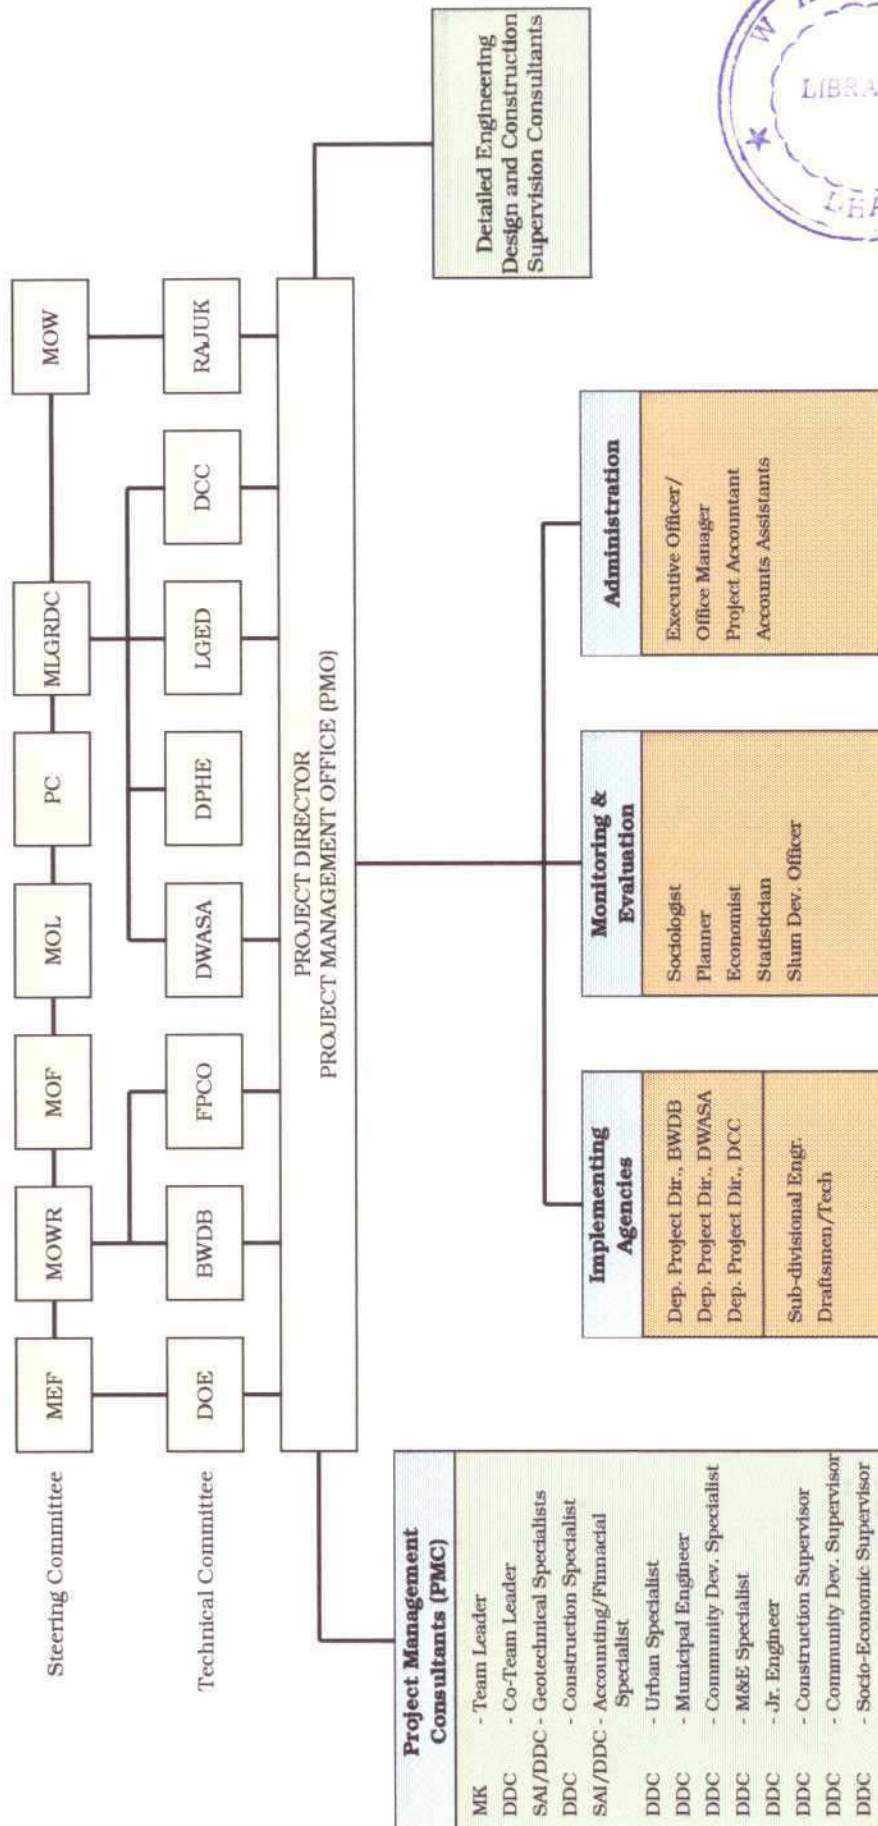 Steering Committee
MEF
MOWR
MOF
MOL
PC
MLGRDC
MOW
Technical Committee
DOE
BWDB
FPCO
DWASA
DPHE
LGED
DCC
RAJUK
PROJECT DIRECTOR
PROJECT MANAGEMENT OFFICE (PMO)
Project Management
Consultants (PMC)
MK - Team Leader
DDC - Co-Team Leader
SAI/DDC - Geotechnical Specialists
DDC - Construction Specialist
SAI/DDC - Accounting/Finnacial
Specialist
DDC - Urban Specialist
DDC - Municipal Engineer
DDC - Community Dev. Specialist
DDC - M&E Specialist
DDC - Jr. Engineer
DDC - Construction Supervisor
DDC - Community Dev. Supervisor
DDC - Socio-Economic Supervisor
Implementing
Agencies
Dep. Project Dir., BWDB
Dep. Project Dir., DWASA
Dep. Project Dir., DCC
Sub-divisional Engr.
Draftsmen/Tech
Monitoring &
Evaluation
Sociologist
Planner
Economist
Statistician
Slum Dev. Officer
Administration
Executive Officer/
Office Manager
Project Accountant
Accounts Assistants
Detailed Engineering
Design and Construction
Supervision Consultants